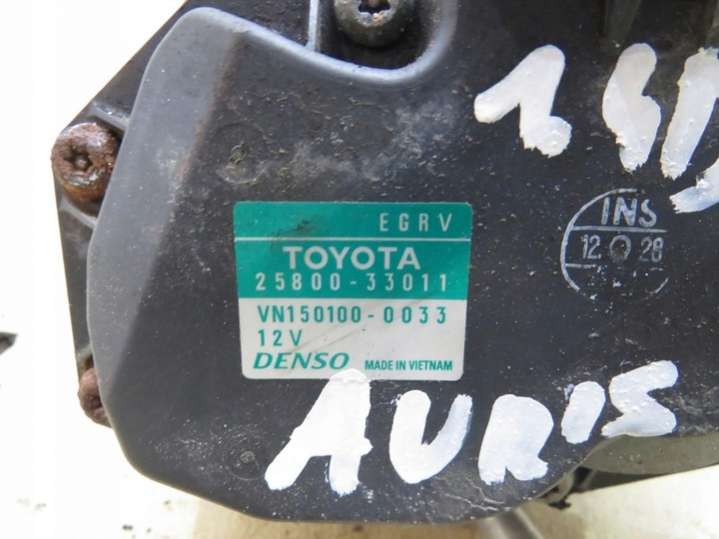 EGRV
TOYOTA
25800-33011
VN150100-0033
12V
DENSO MADE IN VIETNAM
INS
12 Q 28
AURIS